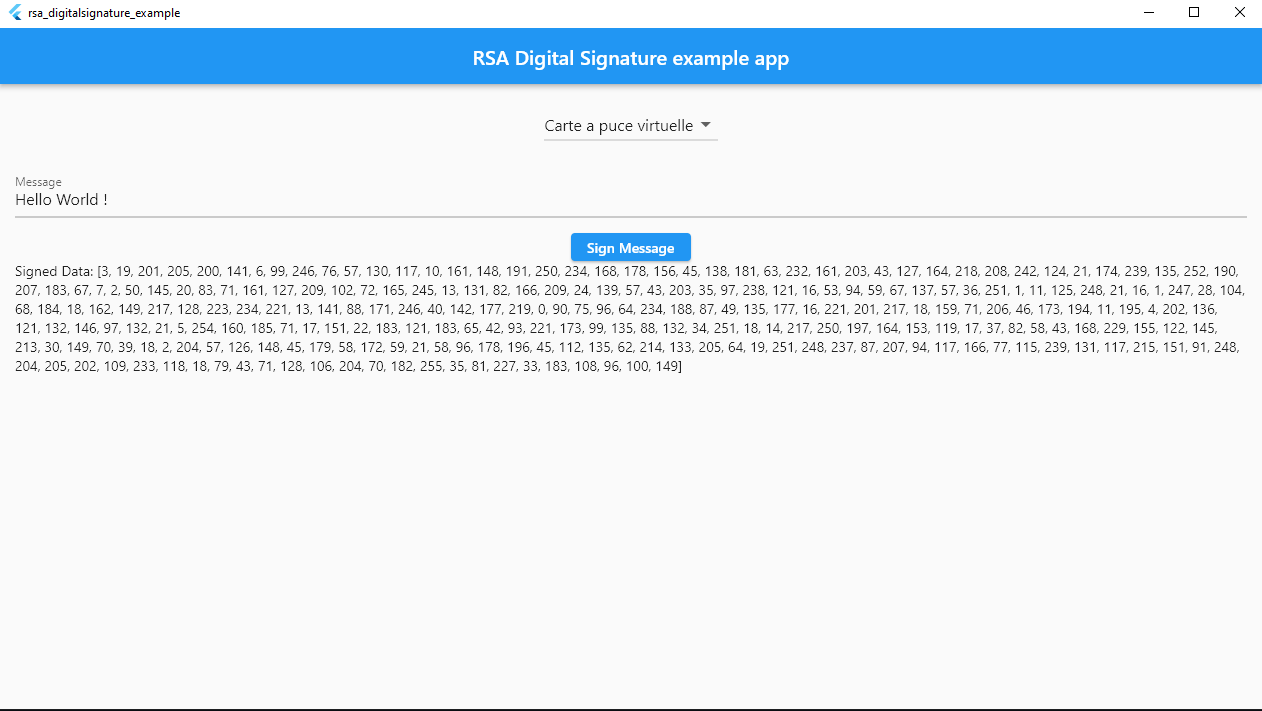 rsa_digitalsignature_example
RSA Digital Signature example app
Carte a puce virtuelle
Message
Hello World !
Sign Message
Signed Data: [3, 19, 201, 205, 200, 141, 6, 99, 246, 76, 57, 130, 117, 10, 161, 148, 191, 250, 234, 168, 178, 156, 45, 138, 181, 63, 232, 161, 203, 43, 127, 164, 218, 208, 242, 124, 21, 174, 239, 135, 252, 190,
207, 183, 67, 7, 2, 50, 145, 20, 83, 71, 161, 127, 209, 102, 72, 165, 245, 13, 131, 82, 166, 209, 24, 139, 57, 43, 203, 35, 97, 238, 121, 16, 53, 94, 59, 67, 137, 57, 36, 251, 1, 11, 125, 248, 21, 16, 1, 247, 28, 104,
68, 184, 18, 162, 149, 217, 128, 223, 234, 221, 13, 141, 88, 171, 246, 40, 142, 177, 219, 0, 90, 75, 96, 64, 234, 188, 87, 49, 135, 177, 16, 221, 201, 217, 18, 159, 71, 206, 46, 173, 194, 11, 195, 4, 202, 136,
121, 132, 146, 97, 132, 21, 5, 254, 160, 185, 71, 17, 151, 22, 183, 121, 183, 65, 42, 93, 221, 173, 99, 135, 88, 132, 34, 251, 18, 14, 217, 250, 197, 164, 153, 119, 17, 37, 82, 58, 43, 168, 229, 155, 122, 145,
213, 30, 149, 70, 39, 18, 2, 204, 57, 126, 148, 45, 179, 58, 172, 59, 21, 58, 96, 178, 196, 45, 112, 135, 62, 214, 133, 205, 64, 19, 251, 248, 237, 87, 207, 94, 117, 166, 77, 115, 239, 131, 117, 215, 151, 91, 248,
204, 205, 202, 109, 233, 118, 18, 79, 43, 71, 128, 106, 204, 70, 182, 255, 35, 81, 227, 33, 183, 108, 96, 100, 149]